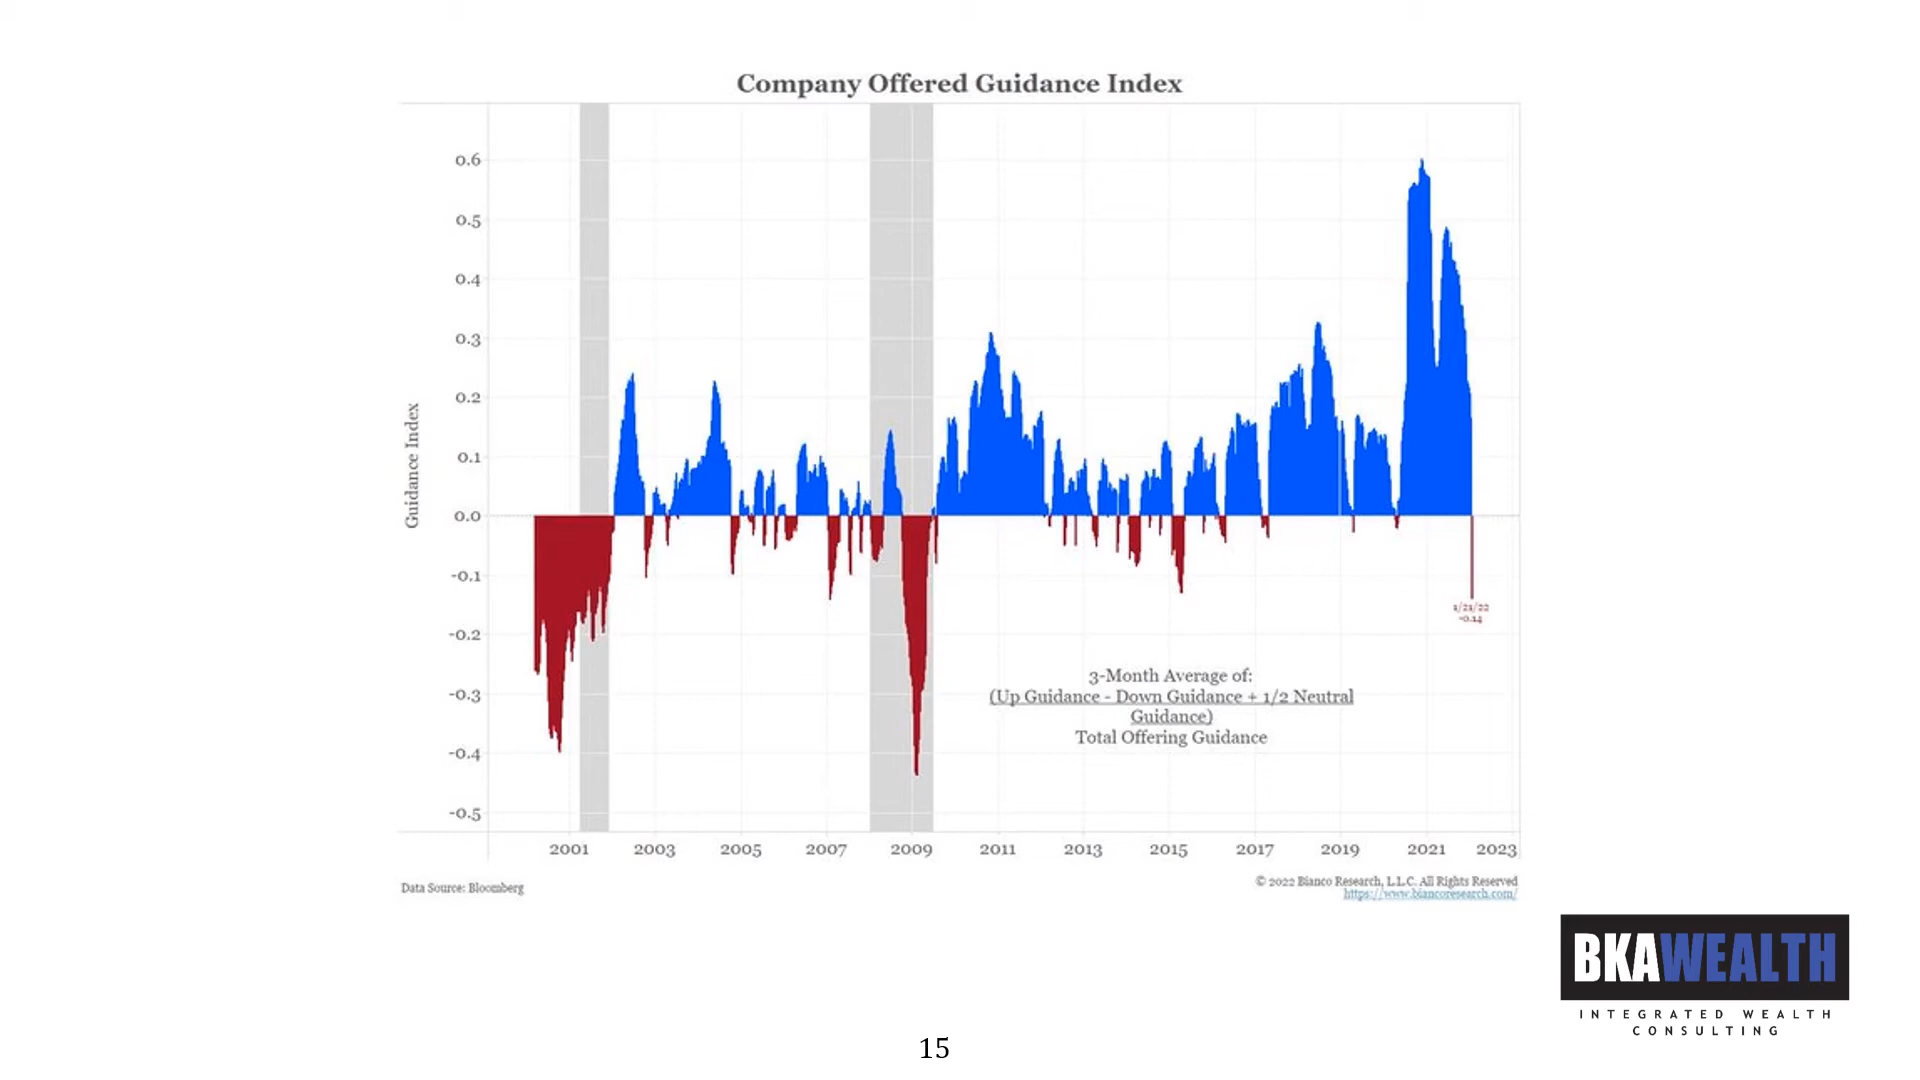 Company Offered Guidance Index
0.6
0.5
0.4
0.3
0.2
0.1
0.0
-0.1
-0.2
-0.3
-0.4
-0.5
Guidance Index
1/21/22
-0.14
3-Month Average of:
(Up Guidance - Down Guidance + 1/2 Neutral
Guidance)
Total Offering Guidance
2001 2003 2005 2007 2009 2011 2013 2015 2017 2019 2021 2023
Data Source: Bloomberg
© 2022 Bianco Research, L.L.C. All Rights Reserved
https://www.biancoresearch.com/
BKAWEALTH
INTEGRATED WEALTH
CONSULTING
15